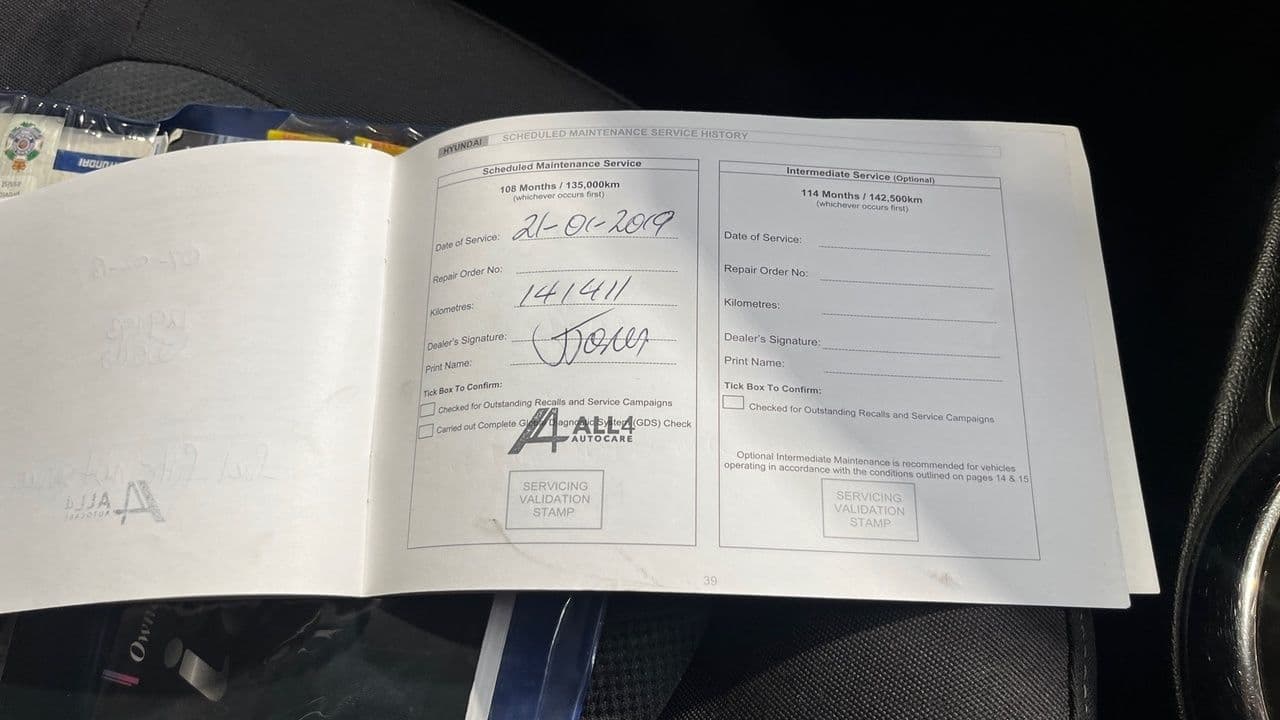 HYUNDAI SCHEDULED MAINTENANCE SERVICE HISTORY
Scheduled Maintenance Service
108 Months / 135,000km
(whichever occurs first)
Date of Service: 21-01-2019
Repair Order No:
Kilometres: 141411
Dealer's Signature:
Print Name:
Tick Box To Confirm:
Checked for Outstanding Recalls and Service Campaigns
Carried out Complete Global Diagnostic System (GDS) Check
A4 ALL4
AUTOCARE
SERVICING
VALIDATION
STAMP
Intermediate Service (Optional)
114 Months / 142,500km
(whichever occurs first)
Date of Service:
Repair Order No:
Kilometres:
Dealer's Signature:
Print Name:
Tick Box To Confirm:
Checked for Outstanding Recalls and Service Campaigns
Optional Intermediate Maintenance is recommended for vehicles
operating in accordance with the conditions outlined on pages 14 & 15
SERVICING
VALIDATION
STAMP
39
ALL4
AUTOCARE
HYUNDAI
Own